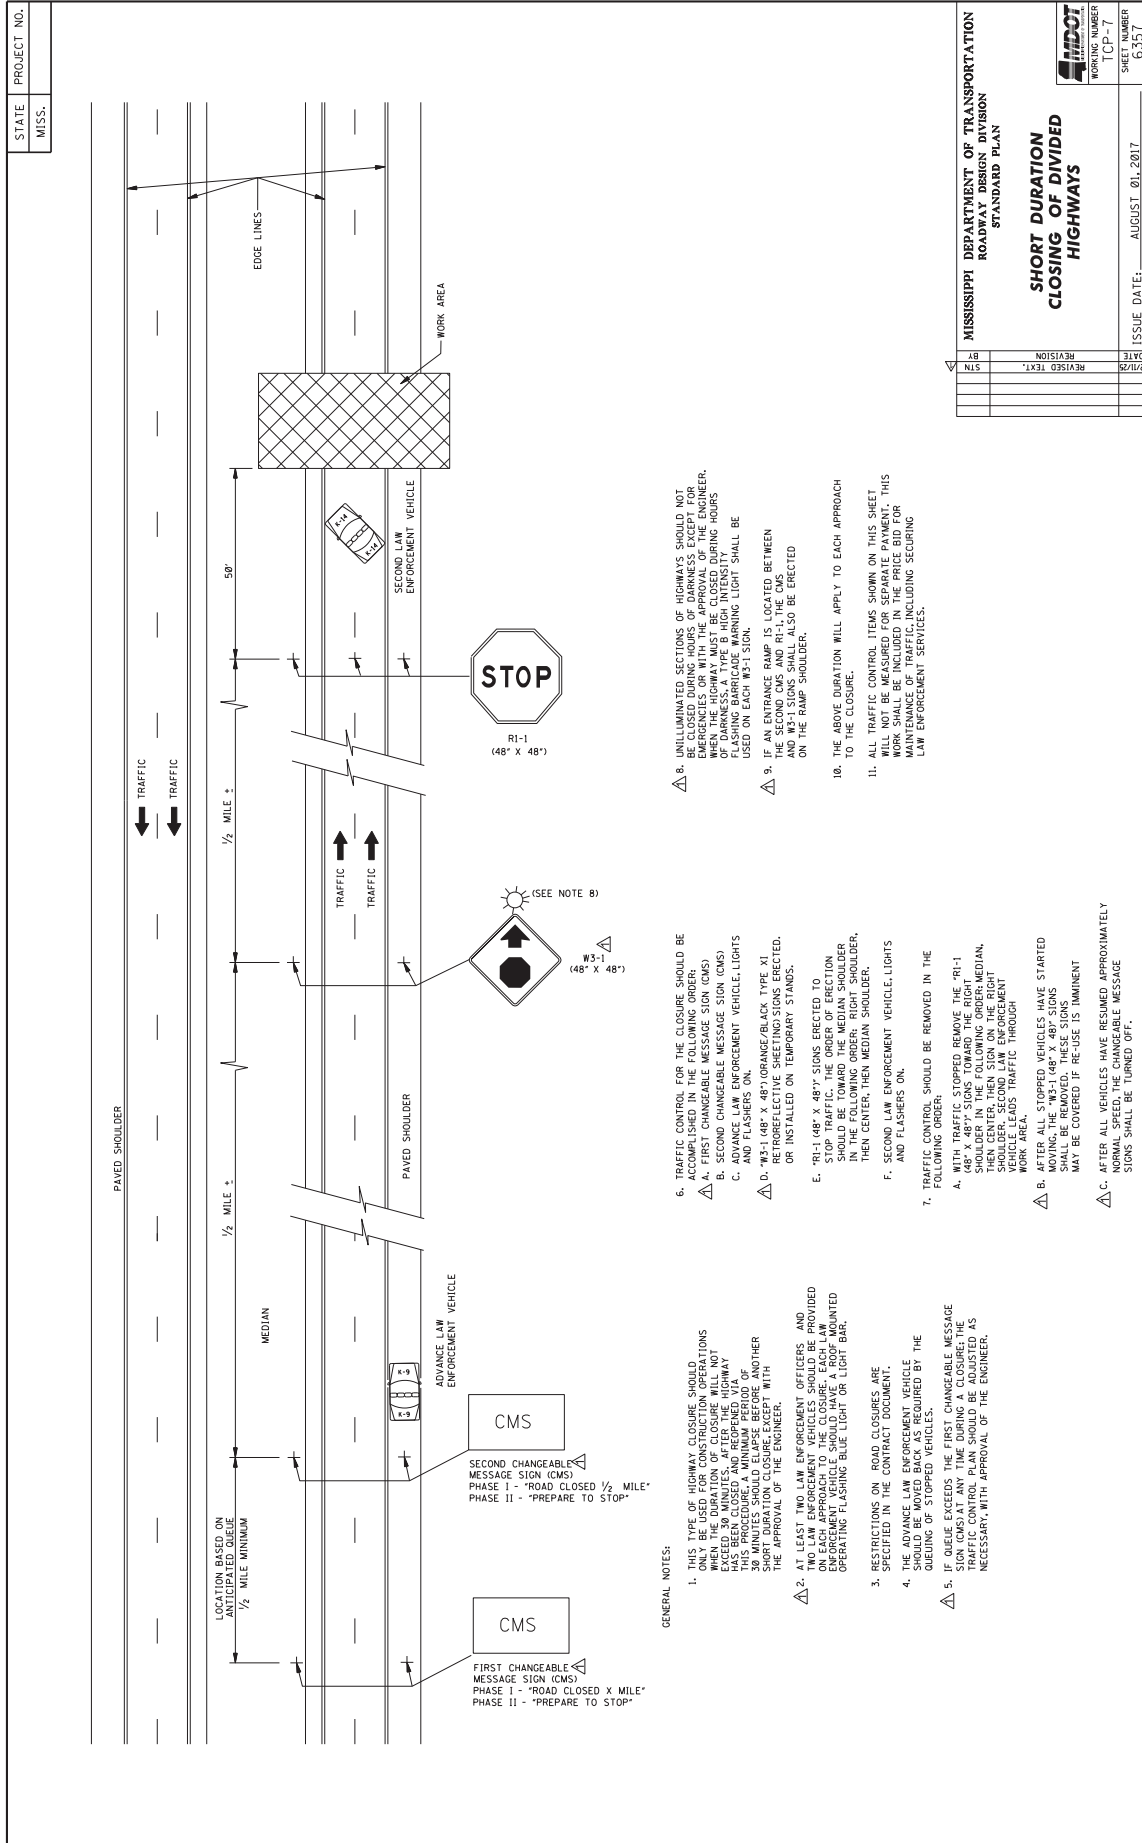 STATE PROJECT NO.
MISS.
PAVED SHOULDER
TRAFFIC
TRAFFIC
EDGE LINES
LOCATION BASED ON
ANTICIPATED QUEUE
1/2 MILE MINIMUM
1/2 MILE ±
1/2 MILE ±
50'
MEDIAN
TRAFFIC
TRAFFIC
PAVED SHOULDER
WORK AREA
K-9
K-9
K-14
K-14
ADVANCE LAW
ENFORCEMENT VEHICLE
SECOND LAW
ENFORCEMENT VEHICLE
CMS
FIRST CHANGEABLE
MESSAGE SIGN (CMS)
PHASE I - "ROAD CLOSED X MILE"
PHASE II - "PREPARE TO STOP"
CMS
SECOND CHANGEABLE
MESSAGE SIGN (CMS)
PHASE I - "ROAD CLOSED 1/2 MILE"
PHASE II - "PREPARE TO STOP"
(SEE NOTE 8)
W3-1
(48" X 48")
STOP
R1-1
(48" X 48")
GENERAL NOTES:
1. THIS TYPE OF HIGHWAY CLOSURE SHOULD
ONLY BE USED FOR CONSTRUCTION OPERATIONS
WHEN THE DURATION OF CLOSURE WILL NOT
EXCEED 30 MINUTES. AFTER THE HIGHWAY
HAS BEEN CLOSED AND REOPENED VIA
THIS PROCEDURE, A MINIMUM PERIOD OF
30 MINUTES SHOULD ELAPSE BEFORE ANOTHER
SHORT DURATION CLOSURE, EXCEPT WITH
THE APPROVAL OF THE ENGINEER.
2. AT LEAST TWO LAW ENFORCEMENT OFFICERS AND
TWO LAW ENFORCEMENT VEHICLES SHOULD BE PROVIDED
ON EACH APPROACH TO THE CLOSURE. EACH LAW
ENFORCEMENT VEHICLE SHOULD HAVE A ROOF MOUNTED
OPERATING FLASHING BLUE LIGHT OR LIGHT BAR.
3. RESTRICTIONS ON ROAD CLOSURES ARE
SPECIFIED IN THE CONTRACT DOCUMENT.
4. THE ADVANCE LAW ENFORCEMENT VEHICLE
SHOULD BE MOVED BACK AS REQUIRED BY THE
QUEUING OF STOPPED VEHICLES.
5. IF QUEUE EXCEEDS THE FIRST CHANGEABLE MESSAGE
SIGN (CMS) AT ANY TIME DURING A CLOSURE; THE
TRAFFIC CONTROL PLAN SHOULD BE ADJUSTED AS
NECESSARY, WITH APPROVAL OF THE ENGINEER.
6. TRAFFIC CONTROL FOR THE CLOSURE SHOULD BE
ACCOMPLISHED IN THE FOLLOWING ORDER:
A. FIRST CHANGEABLE MESSAGE SIGN (CMS)
B. SECOND CHANGEABLE MESSAGE SIGN (CMS)
C. ADVANCE LAW ENFORCEMENT VEHICLE, LIGHTS
AND FLASHERS ON.
D. "W3-1 (48" X 48") (ORANGE/BLACK TYPE XI
RETROREFLECTIVE SHEETING) SIGNS ERECTED.
OR INSTALLED ON TEMPORARY STANDS.
E. "R1-1 (48" X 48")" SIGNS ERECTED TO
STOP TRAFFIC. THE ORDER OF ERECTION
SHOULD BE TOWARD THE MEDIAN SHOULDER
IN THE FOLLOWING ORDER: RIGHT SHOULDER,
THEN CENTER, THEN MEDIAN SHOULDER.
F. SECOND LAW ENFORCEMENT VEHICLE, LIGHTS
AND FLASHERS ON.
7. TRAFFIC CONTROL SHOULD BE REMOVED IN THE
FOLLOWING ORDER:
A. WITH TRAFFIC STOPPED REMOVE THE "R1-1
(48" X 48")" SIGNS TOWARD THE RIGHT
SHOULDER IN THE FOLLOWING ORDER: MEDIAN,
THEN CENTER, THEN SIGN ON THE RIGHT
SHOULDER. SECOND LAW ENFORCEMENT
VEHICLE LEADS TRAFFIC THROUGH
WORK AREA.
B. AFTER ALL STOPPED VEHICLES HAVE STARTED
MOVING, THE "W3-1 (48" X 48)" SIGNS
SHALL BE REMOVED. THESE SIGNS
MAY BE COVERED IF RE-USE IS IMMINENT
C. AFTER ALL VEHICLES HAVE RESUMED APPROXIMATELY
NORMAL SPEED, THE CHANGEABLE MESSAGE
SIGNS SHALL BE TURNED OFF.
8. UNILLUMINATED SECTIONS OF HIGHWAYS SHOULD NOT
BE CLOSED DURING HOURS OF DARKNESS EXCEPT FOR
EMERGENCIES OR WITH THE APPROVAL OF THE ENGINEER.
WHEN THE HIGHWAY MUST BE CLOSED DURING HOURS
OF DARKNESS, A TYPE B HIGH INTENSITY
FLASHING BARRICADE WARNING LIGHT SHALL BE
USED ON EACH W3-1 SIGN.
9. IF AN ENTRANCE RAMP IS LOCATED BETWEEN
THE SECOND CMS AND R1-1, THE CMS
AND W3-1 SIGNS SHALL ALSO BE ERECTED
ON THE RAMP SHOULDER.
10. THE ABOVE DURATION WILL APPLY TO EACH APPROACH
TO THE CLOSURE.
11. ALL TRAFFIC CONTROL ITEMS SHOWN ON THIS SHEET
WILL NOT BE MEASURED FOR SEPARATE PAYMENT. THIS
WORK SHALL BE INCLUDED IN THE PRICE BID FOR
MAINTENANCE OF TRAFFIC, INCLUDING SECURING
LAW ENFORCEMENT SERVICES.
REVISED TEXT. STN
DATE REVISION BY
MISSISSIPPI DEPARTMENT OF TRANSPORTATION
ROADWAY DESIGN DIVISION
STANDARD PLAN
SHORT DURATION
CLOSING OF DIVIDED
HIGHWAYS
ISSUE DATE: AUGUST 01, 2017
MDOT
WORKING NUMBER
TCP-7
SHEET NUMBER
6357